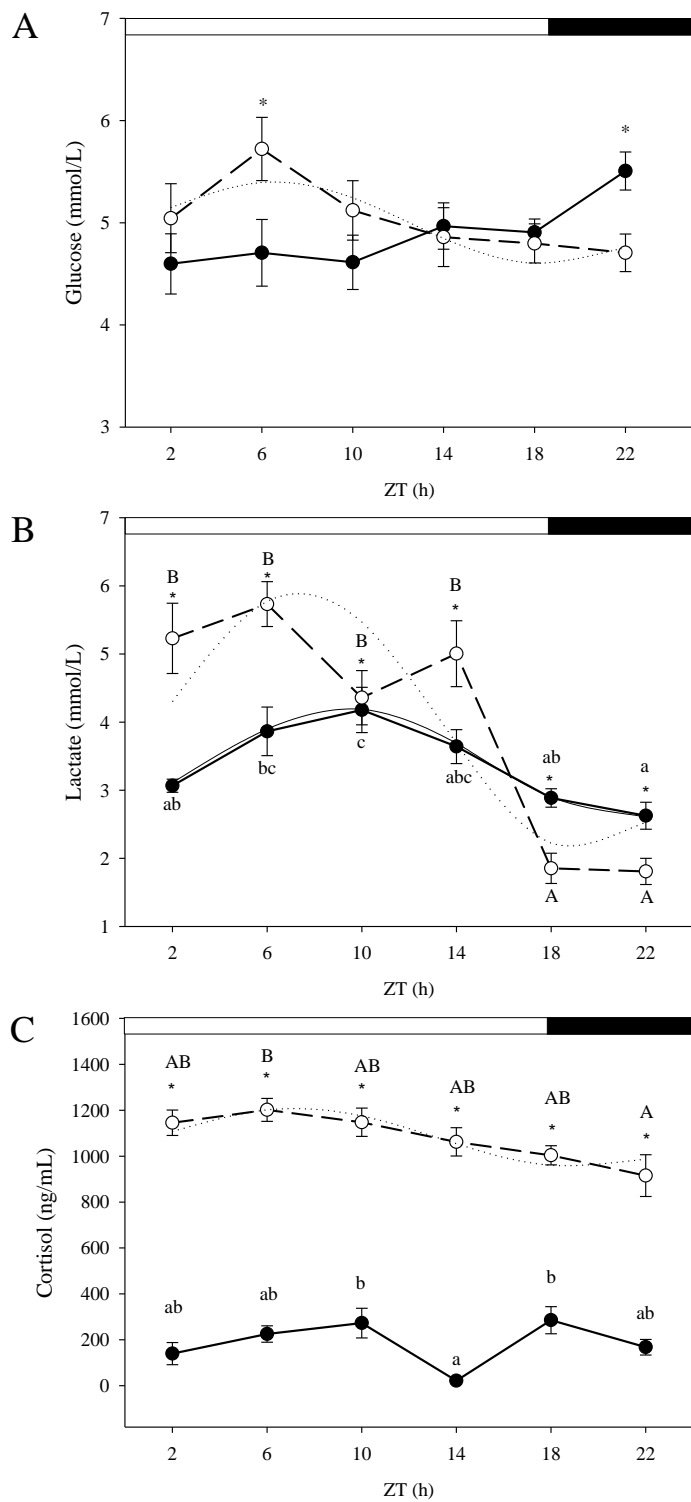 A
7
6
*
*
5
4
3
Glucose (mmol/L)
2 6 10 14 18 22
ZT (h)
B
7
6
5
4
3
2
1
Lactate (mmol/L)
B B B B ab a
* * * * * *
ab bc c abc A A
2 6 10 14 18 22
ZT (h)
C
1600
1400
1200
1000
800
600
400
200
0
Cortisol (ng/mL)
AB B AB AB AB A
* * * * * *
ab ab b a b ab
2 6 10 14 18 22
ZT (h)